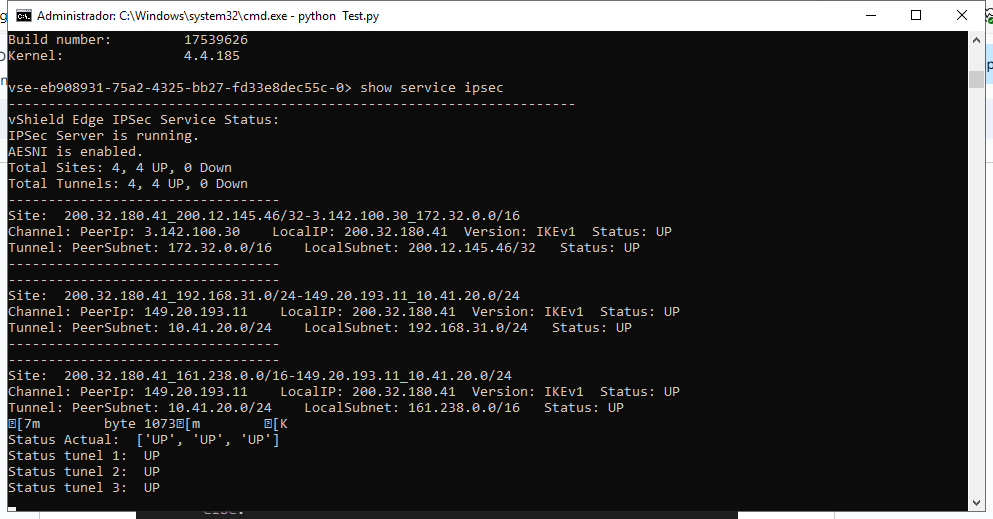 Administrador: C:\Windows\system32\cmd.exe - python  Test.py
Build number:         17539626
Kernel:               4.4.185
vse-eb908931-75a2-4325-bb27-fd33e8dec55c-0> show service ipsec
-----------------------------------------------------------------------
vShield Edge IPSec Service Status:
IPSec Server is running.
AESNI is enabled.
Total Sites: 4, 4 UP, 0 Down
Total Tunnels: 4, 4 UP, 0 Down
----------------------------------
Site:  200.32.180.41_200.12.145.46/32-3.142.100.30_172.32.0.0/16
Channel: PeerIp: 3.142.100.30    LocalIP: 200.32.180.41  Version: IKEv1  Status: UP
Tunnel: PeerSubnet: 172.32.0.0/16    LocalSubnet: 200.12.145.46/32   Status: UP
----------------------------------
----------------------------------
Site:  200.32.180.41_192.168.31.0/24-149.20.193.11_10.41.20.0/24
Channel: PeerIp: 149.20.193.11    LocalIP: 200.32.180.41  Version: IKEv1  Status: UP
Tunnel: PeerSubnet: 10.41.20.0/24    LocalSubnet: 192.168.31.0/24   Status: UP
----------------------------------
----------------------------------
Site:  200.32.180.41_161.238.0.0/16-149.20.193.11_10.41.20.0/24
Channel: PeerIp: 149.20.193.11    LocalIP: 200.32.180.41  Version: IKEv1  Status: UP
Tunnel: PeerSubnet: 10.41.20.0/24    LocalSubnet: 161.238.0.0/16   Status: UP
[7m        byte 1073[m        [K
Status Actual:  ['UP', 'UP', 'UP']
Status tunel 1:  UP
Status tunel 2:  UP
Status tunel 3:  UP